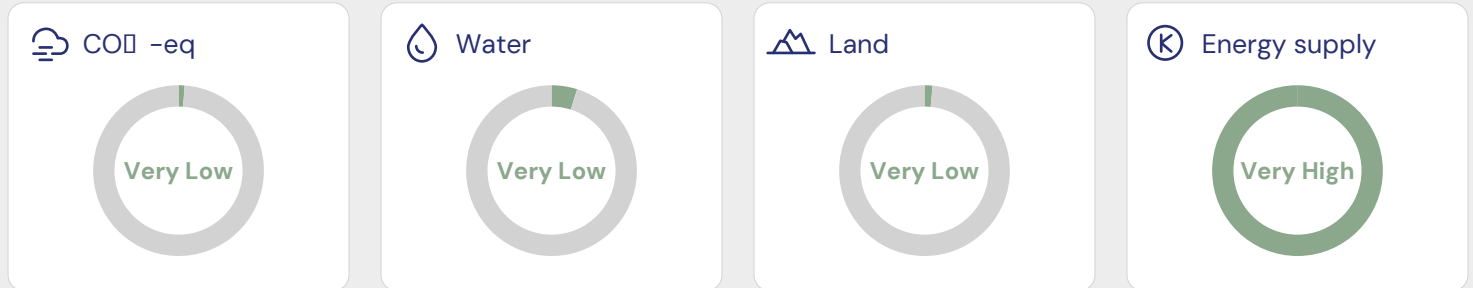 CO▯ -eq
Water
Land
Energy supply
Very Low
Very Low
Very Low
Very High